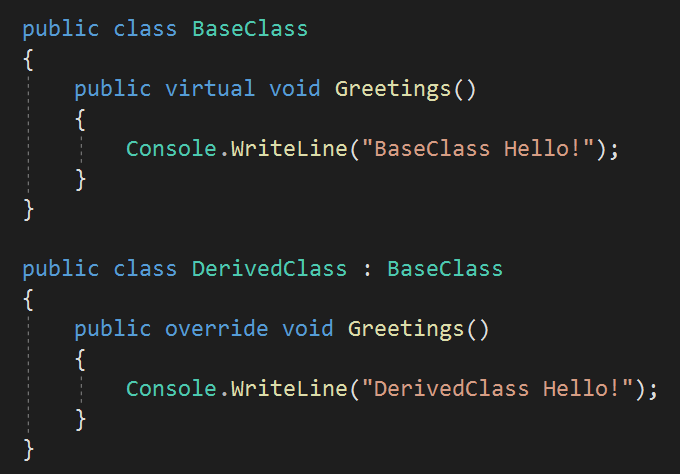 public class BaseClass
{
    public virtual void Greetings()
    {
        Console.WriteLine("BaseClass Hello!");
    }
}
public class DerivedClass : BaseClass
{
    public override void Greetings()
    {
        Console.WriteLine("DerivedClass Hello!");
    }
}